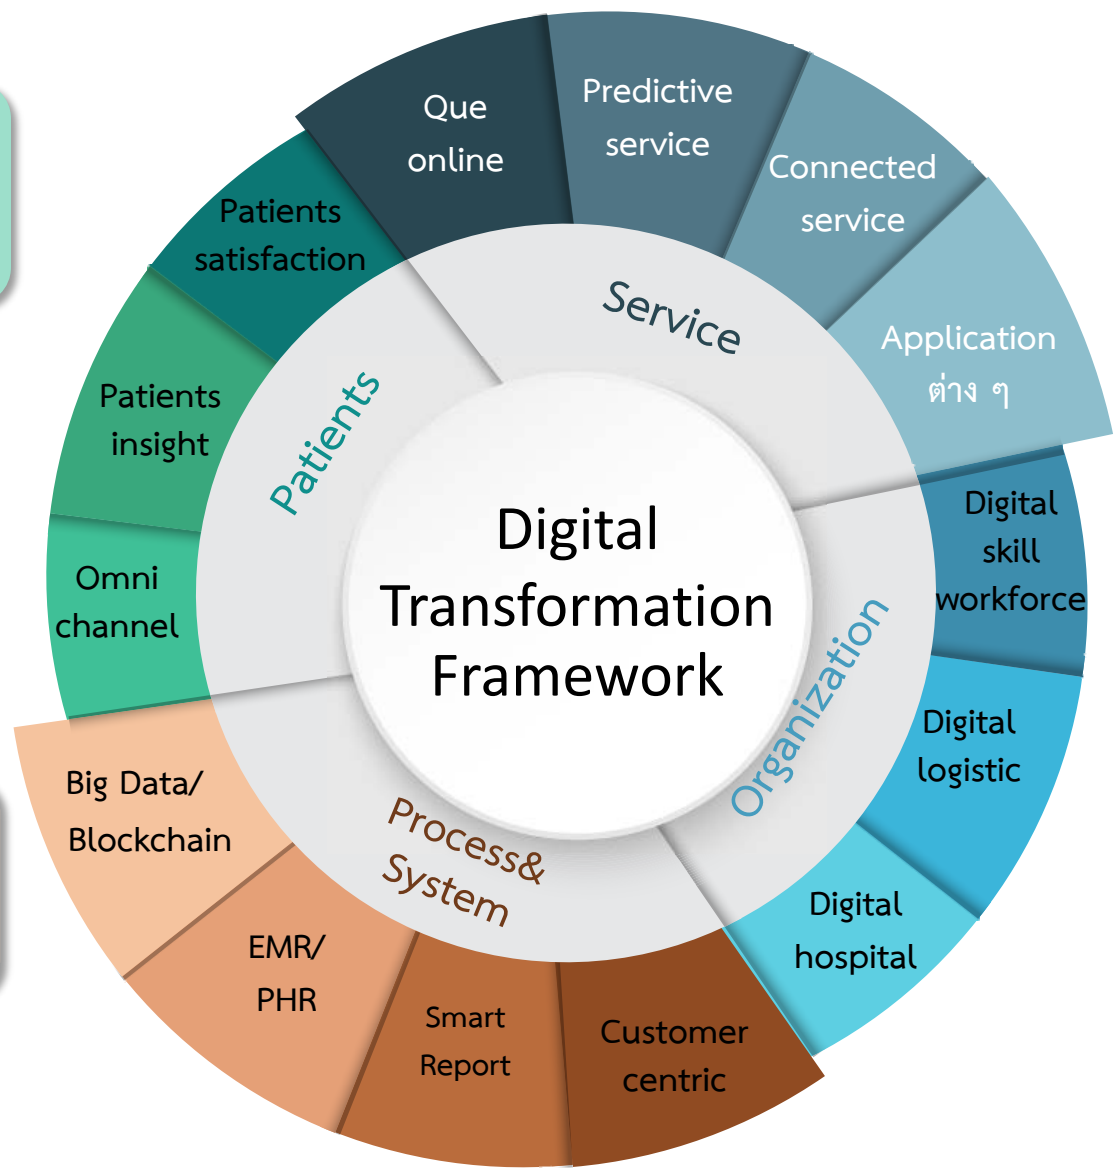 Digital
Transformation
Framework
Service
Que
online
Predictive
service
Connected
service
Application
ต่าง ๆ
Organization
Digital
skill
workforce
Digital
logistic
Digital
hospital
Process&
System
Customer
centric
Smart
Report
EMR/
PHR
Big Data/
Blockchain
Patients
Omni
channel
Patients
insight
Patients
satisfaction